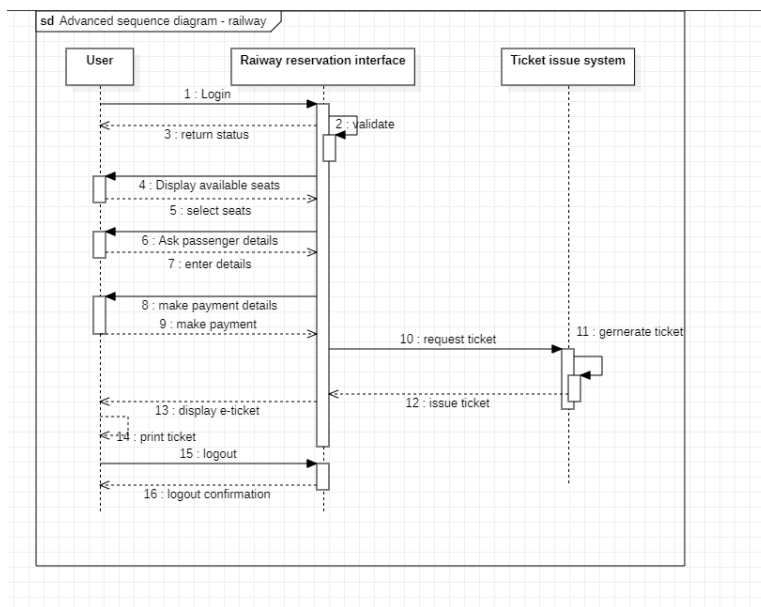 sd Advanced sequence diagram - railway
User
Raiway reservation interface
Ticket issue system
1 : Login
2 : validate
3 : return status
4 : Display available seats
5 : select seats
6 : Ask passenger details
7 : enter details
8 : make payment details
9 : make payment
10 : request ticket
11 : gernerate ticket
12 : issue ticket
13 : display e-ticket
14 : print ticket
15 : logout
16 : logout confirmation